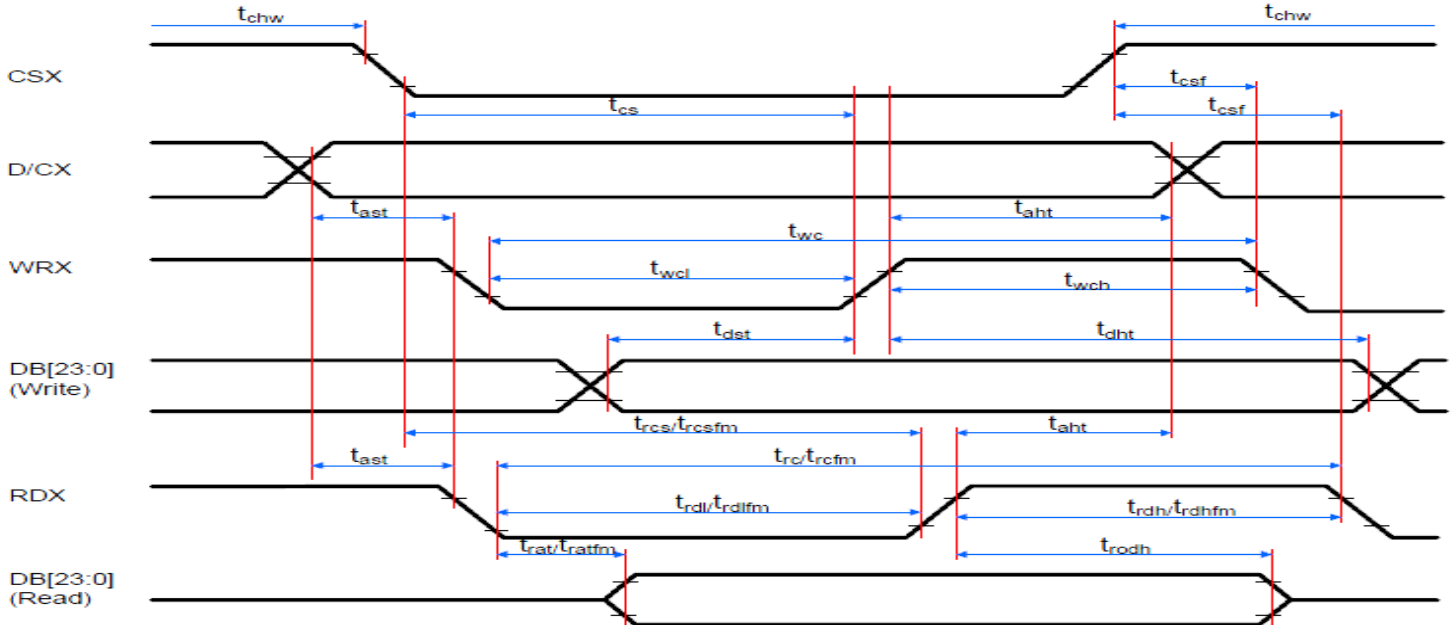 tchw
tchw
CSX
tcsf
tcs
tcsf
D/CX
tast
taht
twc
WRX
twcl
twch
tdst
tdht
DB[23:0]
(Write)
trcs/trcsfm
taht
tast
trc/trcfm
RDX
trdl/trdlfm
trdh/trdhfm
trat/tratfm
trodh
DB[23:0]
(Read)